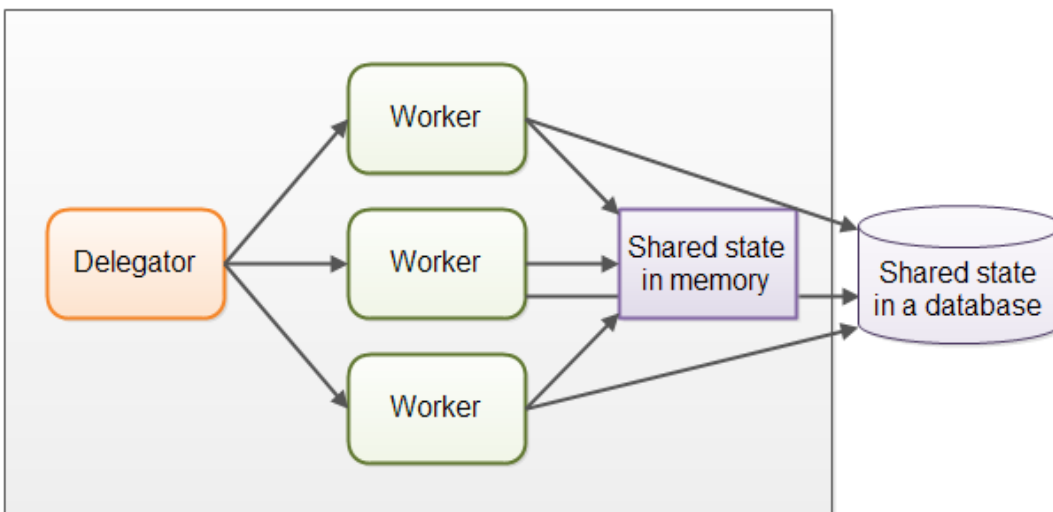 Worker
Delegator
Worker
Shared state
in memory
Shared state
in a database
Worker